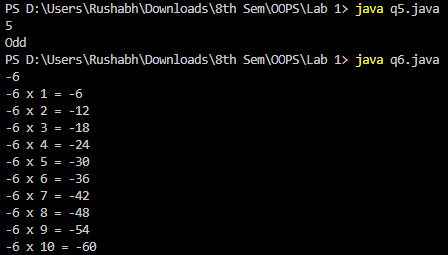 PS D:\Users\Rushabh\Downloads\8th Sem\OOPS\Lab 1> java q5.java
5
Odd
PS D:\Users\Rushabh\Downloads\8th Sem\OOPS\Lab 1> java q6.java
-6
-6 x 1 = -6
-6 x 2 = -12
-6 x 3 = -18
-6 x 4 = -24
-6 x 5 = -30
-6 x 6 = -36
-6 x 7 = -42
-6 x 8 = -48
-6 x 9 = -54
-6 x 10 = -60